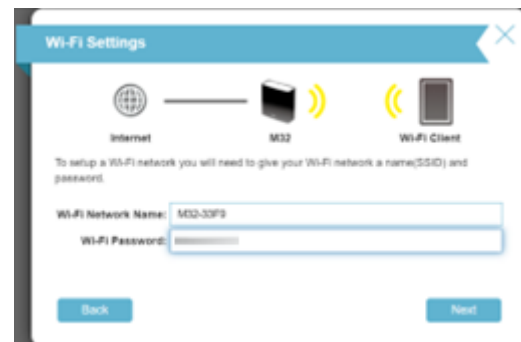 Wi-Fi Settings
Internet
M32
Wi-Fi Client
To setup a Wi-Fi network you will need to give your Wi-Fi network a name(SSID) and
password.
Wi-Fi Network Name: M32-33F9
Wi-Fi Password:
Back
Next